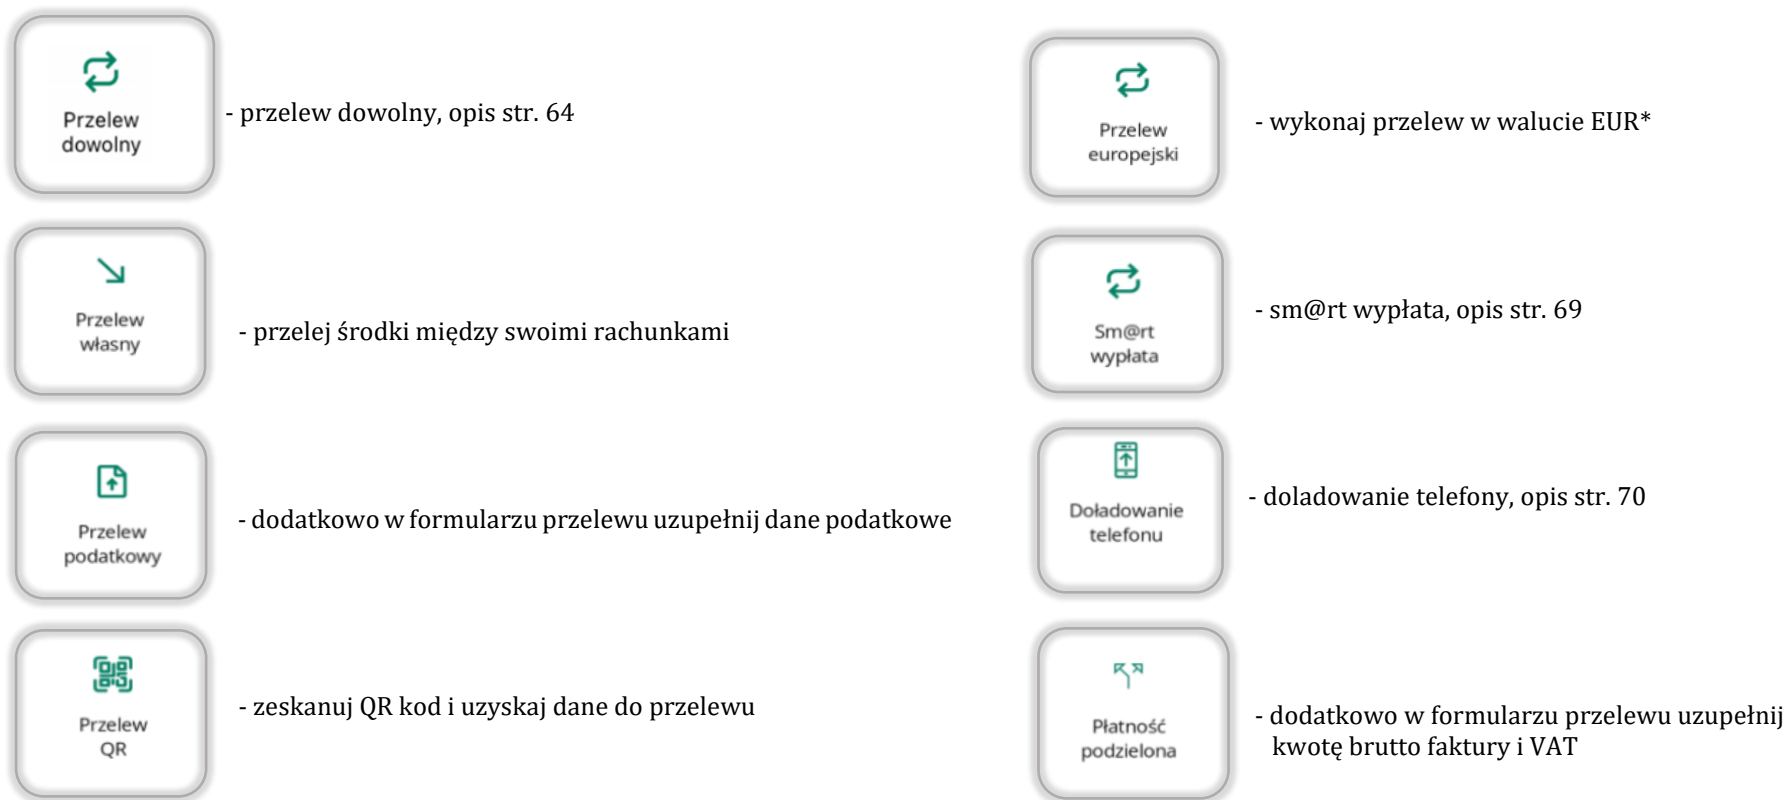 Przelew
dowolny
- przelew dowolny, opis str. 64
Przelew
własny
- przelej środki między swoimi rachunkami
Przelew
podatkowy
- dodatkowo w formularzu przelewu uzupełnij dane podatkowe
Przelew
QR
- zeskanuj QR kod i uzyskaj dane do przelewu
Przelew
europejski
- wykonaj przelew w walucie EUR*
Sm@rt
wypłata
- sm@rt wypłata, opis str. 69
Doładowanie
telefonu
- doladowanie telefony, opis str. 70
Płatność
podzielona
- dodatkowo w formularzu przelewu uzupełnij
kwotę brutto faktury i VAT